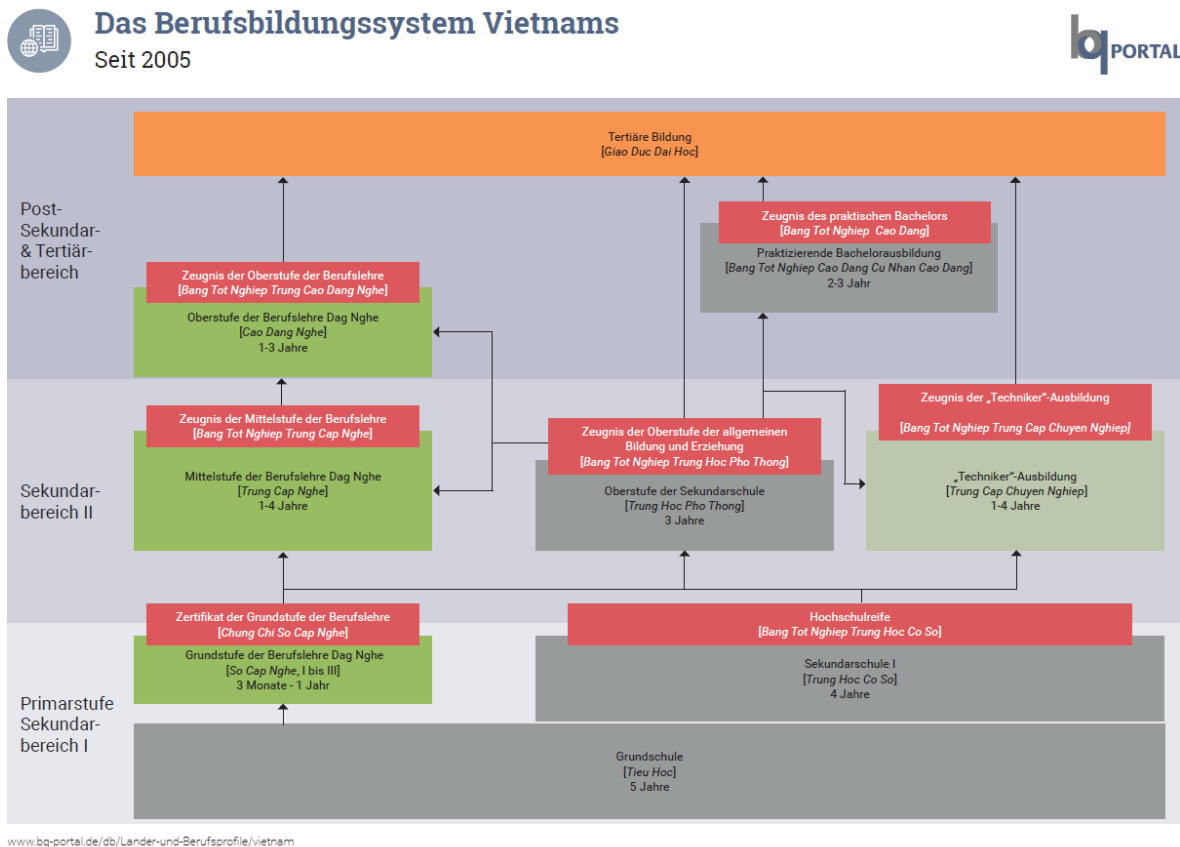 Das Berufsbildungssystem Vietnams
Seit 2005
bq PORTAL
Tertiäre Bildung
[Giao Duc Dai Hoc]
Post-
Sekundar-
& Tertiär-
bereich
Zeugnis des praktischen Bachelors
[Bang Tot Nghiep Cao Dang]
Praktizierende Bachelorausbildung
[Bang Tot Nghiep Cao Dang Cu Nhan Cao Dang]
2-3 Jahr
Zeugnis der Oberstufe der Berufslehre
[Bang Tot Nghiep Trung Cao Dang Nghe]
Oberstufe der Berufslehre Dag Nghe
[Cao Dang Nghe]
1-3 Jahre
Sekundar-
bereich II
Zeugnis der Mittelstufe der Berufslehre
[Bang Tot Nghiep Trung Cap Nghe]
Mittelstufe der Berufslehre Dag Nghe
[Trung Cap Nghe]
1-4 Jahre
Zeugnis der Oberstufe der allgemeinen
Bildung und Erziehung
[Bang Tot Nghiep Trung Hoc Pho Thong]
Oberstufe der Sekundarschule
[Trung Hoc Pho Thong]
3 Jahre
Zeugnis der „Techniker“-Ausbildung
[Bang Tot Nghiep Trung Cap Chuyen Nghiep]
„Techniker“-Ausbildung
[Trung Cap Chuyen Nghiep]
1-4 Jahre
Primarstufe
Sekundar-
bereich I
Zertifikat der Grundstufe der Berufslehre
[Chung Chi So Cap Nghe]
Grundstufe der Berufslehre Dag Nghe
[So Cap Nghe, I bis III]
3 Monate - 1 Jahr
Hochschulreife
[Bang Tot Nghiep Trung Hoc Co So]
Sekundarschule I
[Trung Hoc Co So]
4 Jahre
Grundschule
[Tieu Hoc]
5 Jahre
www.bq-portal.de/db/Lander-und-Berufsprofile/vietnam